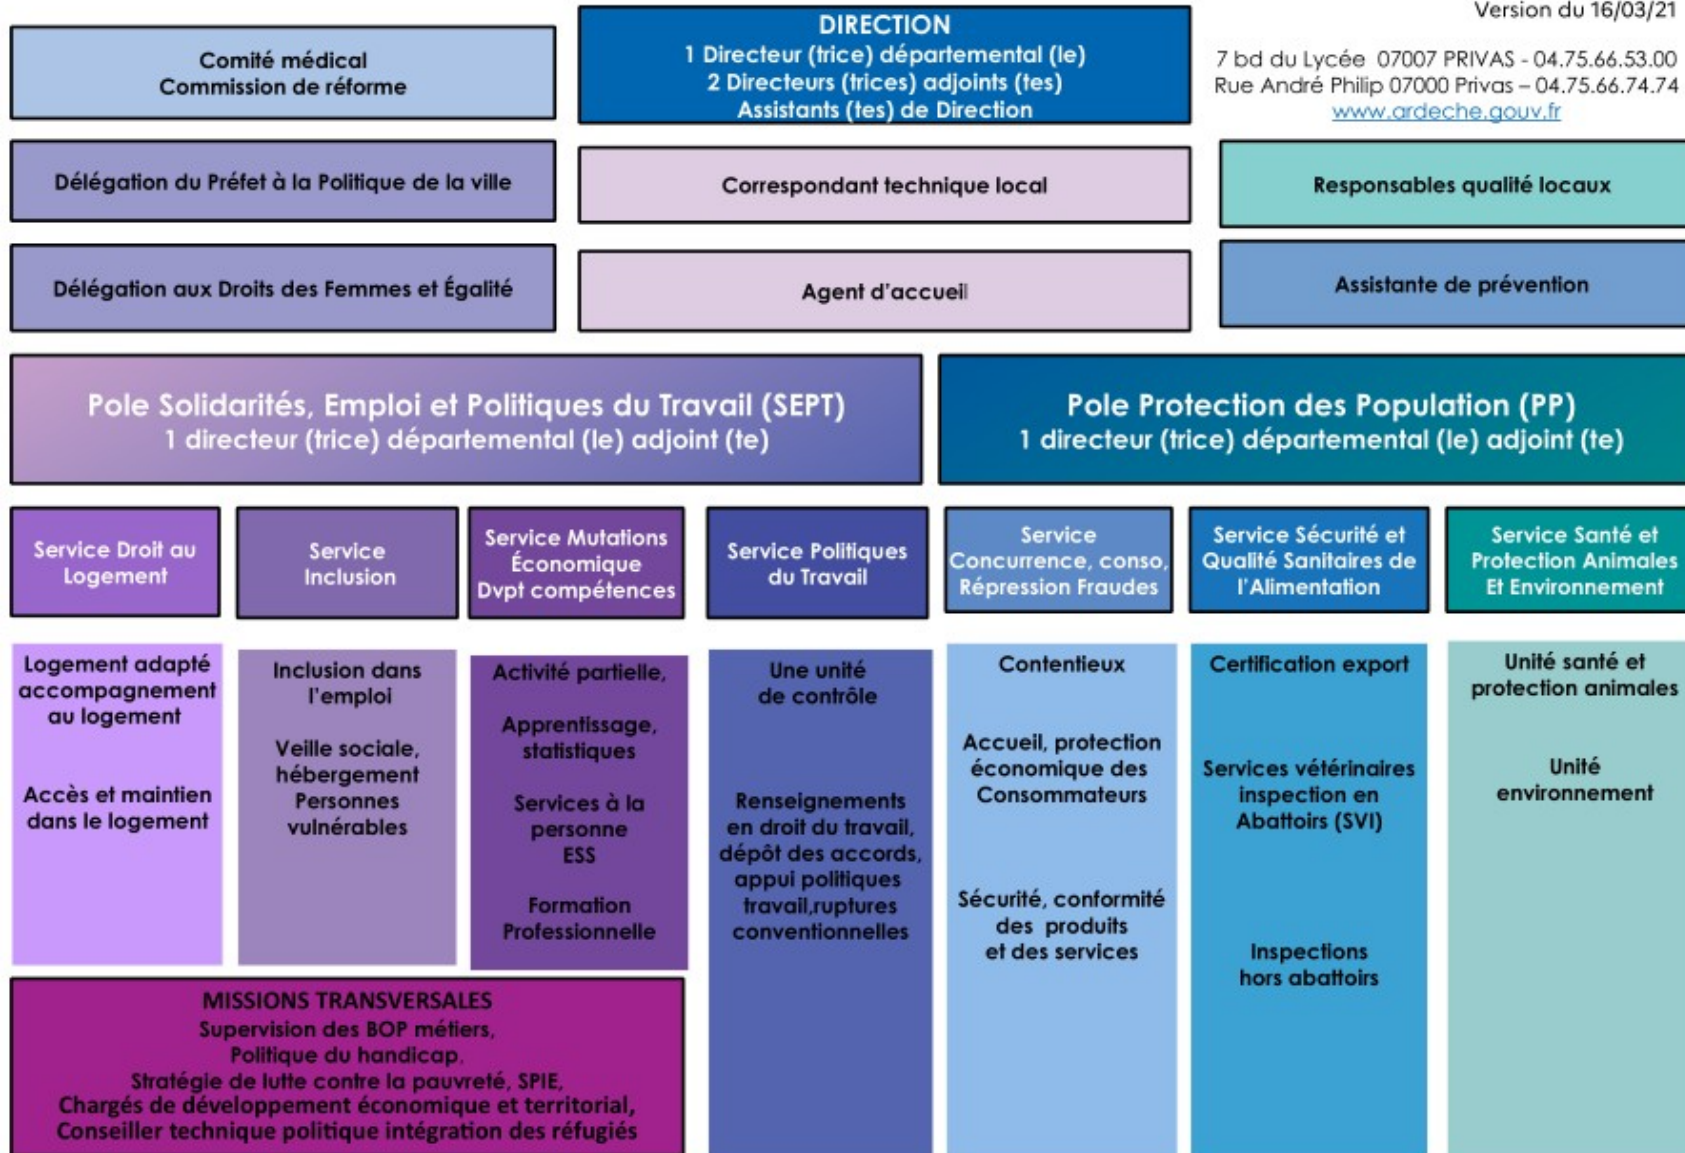 Version du 16/03/21
7 bd du Lycée 07007 PRIVAS - 04.75.66.53.00
Rue André Philip 07000 Privas – 04.75.66.74.74
www.ardeche.gouv.fr
Comité médical
Commission de réforme
DIRECTION
1 Directeur (trice) départemental (le)
2 Directeurs (trices) adjoints (tes)
Assistants (tes) de Direction
Délégation du Préfet à la Politique de la ville
Correspondant technique local
Responsables qualité locaux
Délégation aux Droits des Femmes et Égalité
Agent d'accueil
Assistante de prévention
Pole Solidarités, Emploi et Politiques du Travail (SEPT)
1 directeur (trice) départemental (le) adjoint (te)
Pole Protection des Population (PP)
1 directeur (trice) départemental (le) adjoint (te)
Service Droit au
Logement
Service
Inclusion
Service Mutations
Économique
Dvpt compétences
Service Politiques
du Travail
Service
Concurrence, conso,
Répression Fraudes
Service Sécurité et
Qualité Sanitaires de
l'Alimentation
Service Santé et
Protection Animales
Et Environnement
Logement adapté
accompagnement
au logement
Accès et maintien
dans le logement
Inclusion dans
l'emploi
Veille sociale,
hébergement
Personnes
vulnérables
Activité partielle,
Apprentissage,
statistiques
Services à la
personne
ESS
Formation
Professionnelle
Une unité
de contrôle
Renseignements
en droit du travail,
dépôt des accords,
appui politiques
travail,ruptures
conventionnelles
Contentieux
Accueil, protection
économique des
Consommateurs
Sécurité, conformité
des produits
et des services
Certification export
Services vétérinaires
inspection en
Abattoirs (SVI)
Inspections
hors abattoirs
Unité santé et
protection animales
Unité
environnement
MISSIONS TRANSVERSALES
Supervision des BOP métiers,
Politique du handicap,
Stratégie de lutte contre la pauvreté, SPIE,
Chargés de développement économique et territorial,
Conseiller technique politique intégration des réfugiés